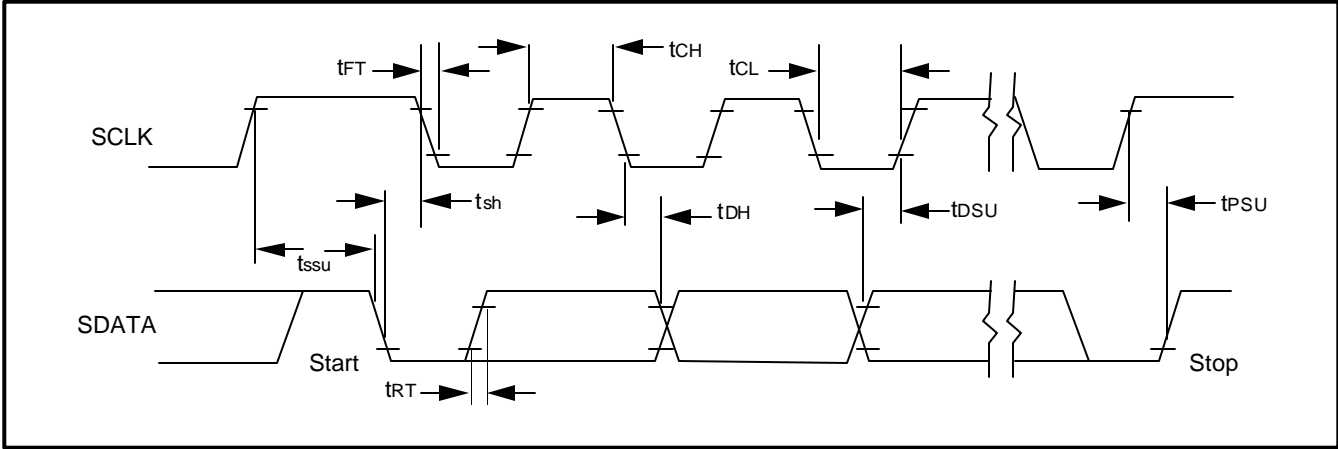 tFT
tCH
tCL
SCLK
tsh
tDH
tDSU
tPSU
tssu
SDATA
Start
Stop
tRT